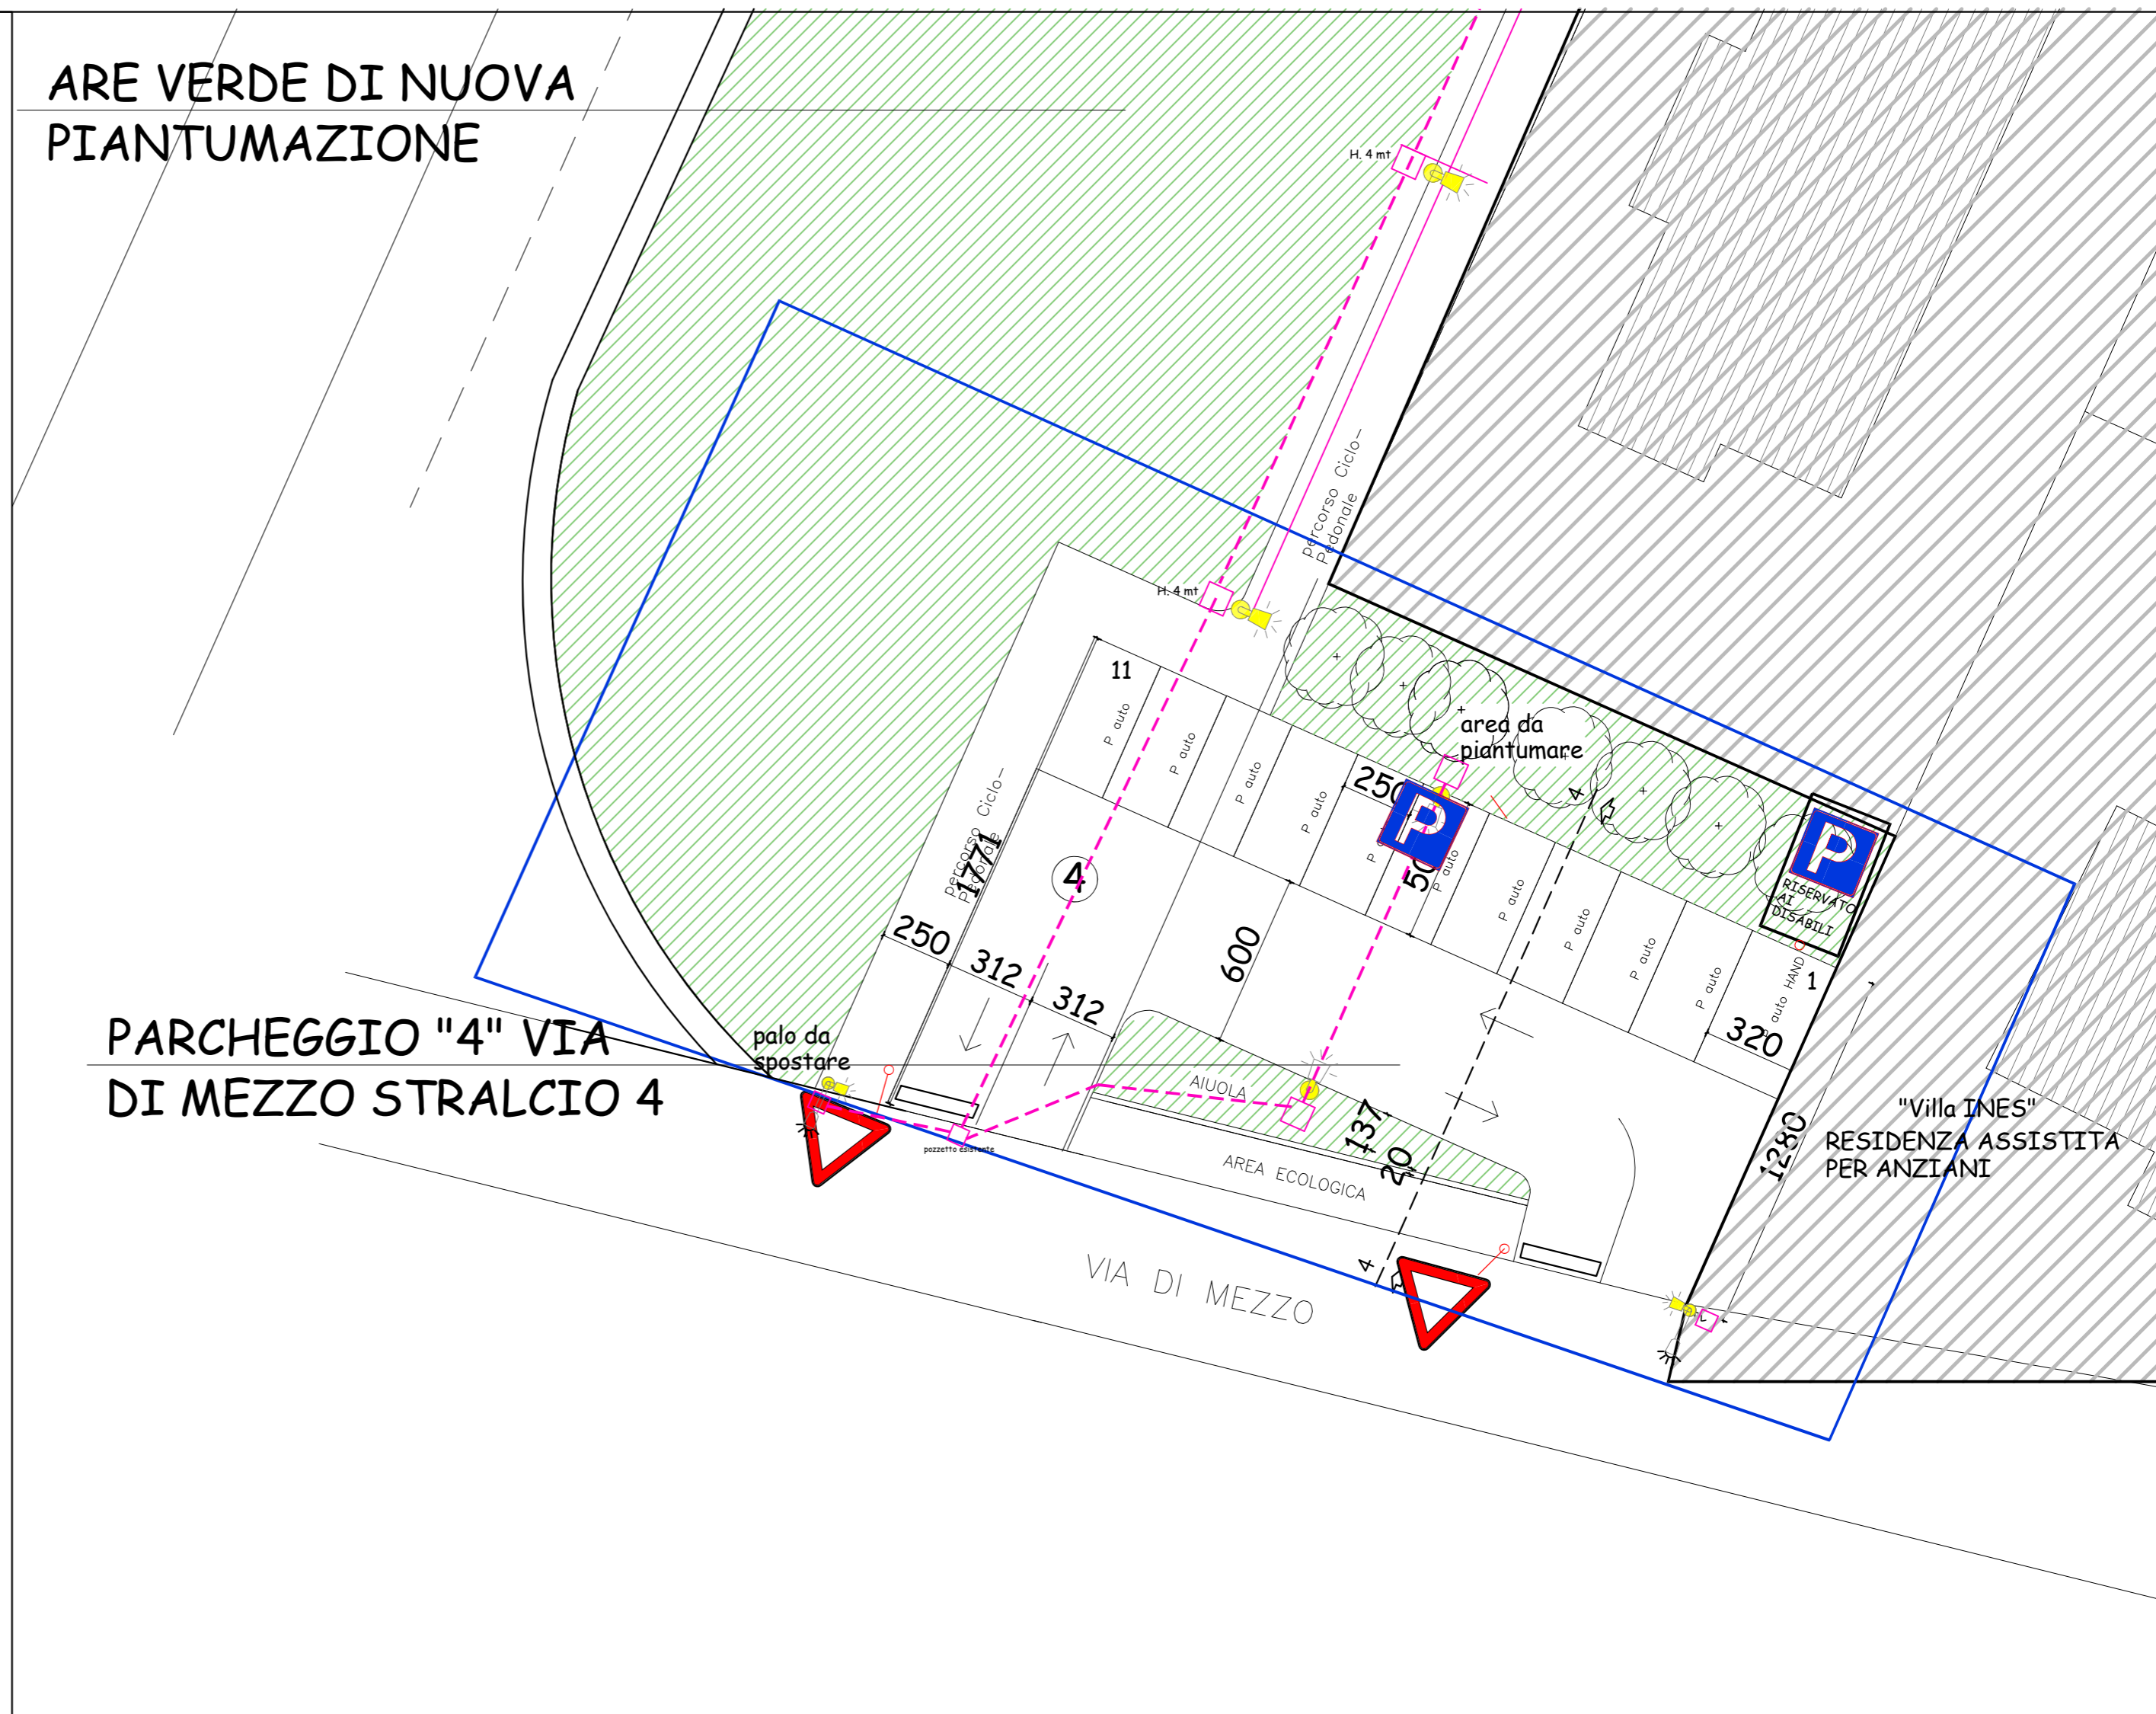 ARE VERDE DI NUOVA
PIANTUMAZIONE
H. 4 mt
percorso Ciclo-
Pedonale
H. 4 mt
11
P auto
P auto
P auto
P auto
area da
piantumare
250
P
P
P auto
50
P auto
P auto
P auto
P auto
P auto HAND
1
320
P
RISERVATO
AI
DISABILI
4
percorso Ciclo-
Pedonale
1771
4
250
312
312
600
PARCHEGGIO "4" VIA
DI MEZZO STRALCIO 4
palo da
spostare
pozzetto esistente
AIUOLA
AREA ECOLOGICA
137
20
4
1280
"Villa INES"
RESIDENZA ASSISTITA
PER ANZIANI
VIA DI MEZZO